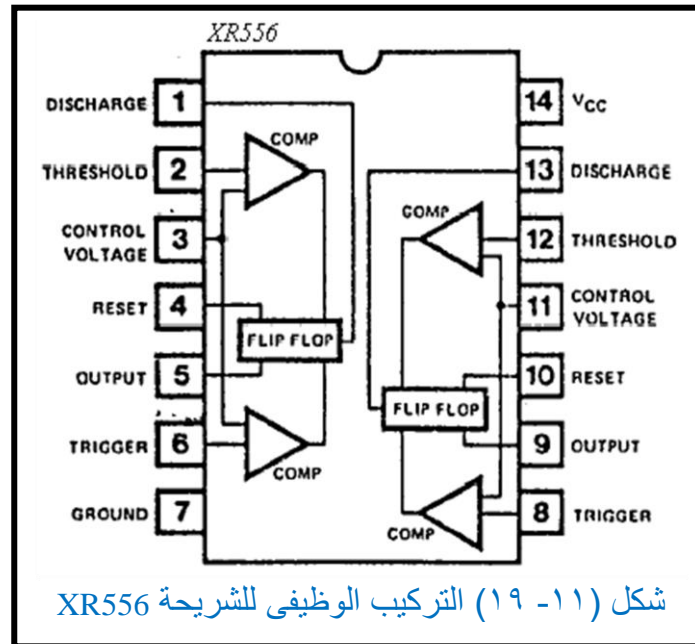 XR556
DISCHARGE 1
THRESHOLD 2
CONTROL
VOLTAGE 3
RESET 4
OUTPUT 5
TRIGGER 6
GROUND 7
COMP
FLIP FLOP
COMP
14 VCC
13 DISCHARGE
12 THRESHOLD
11 CONTROL
VOLTAGE
10 RESET
9 OUTPUT
8 TRIGGER
COMP
FLIP FLOP
COMP
شكل (١١- ١٩) التركيب الوظيفى للشريحة XR556